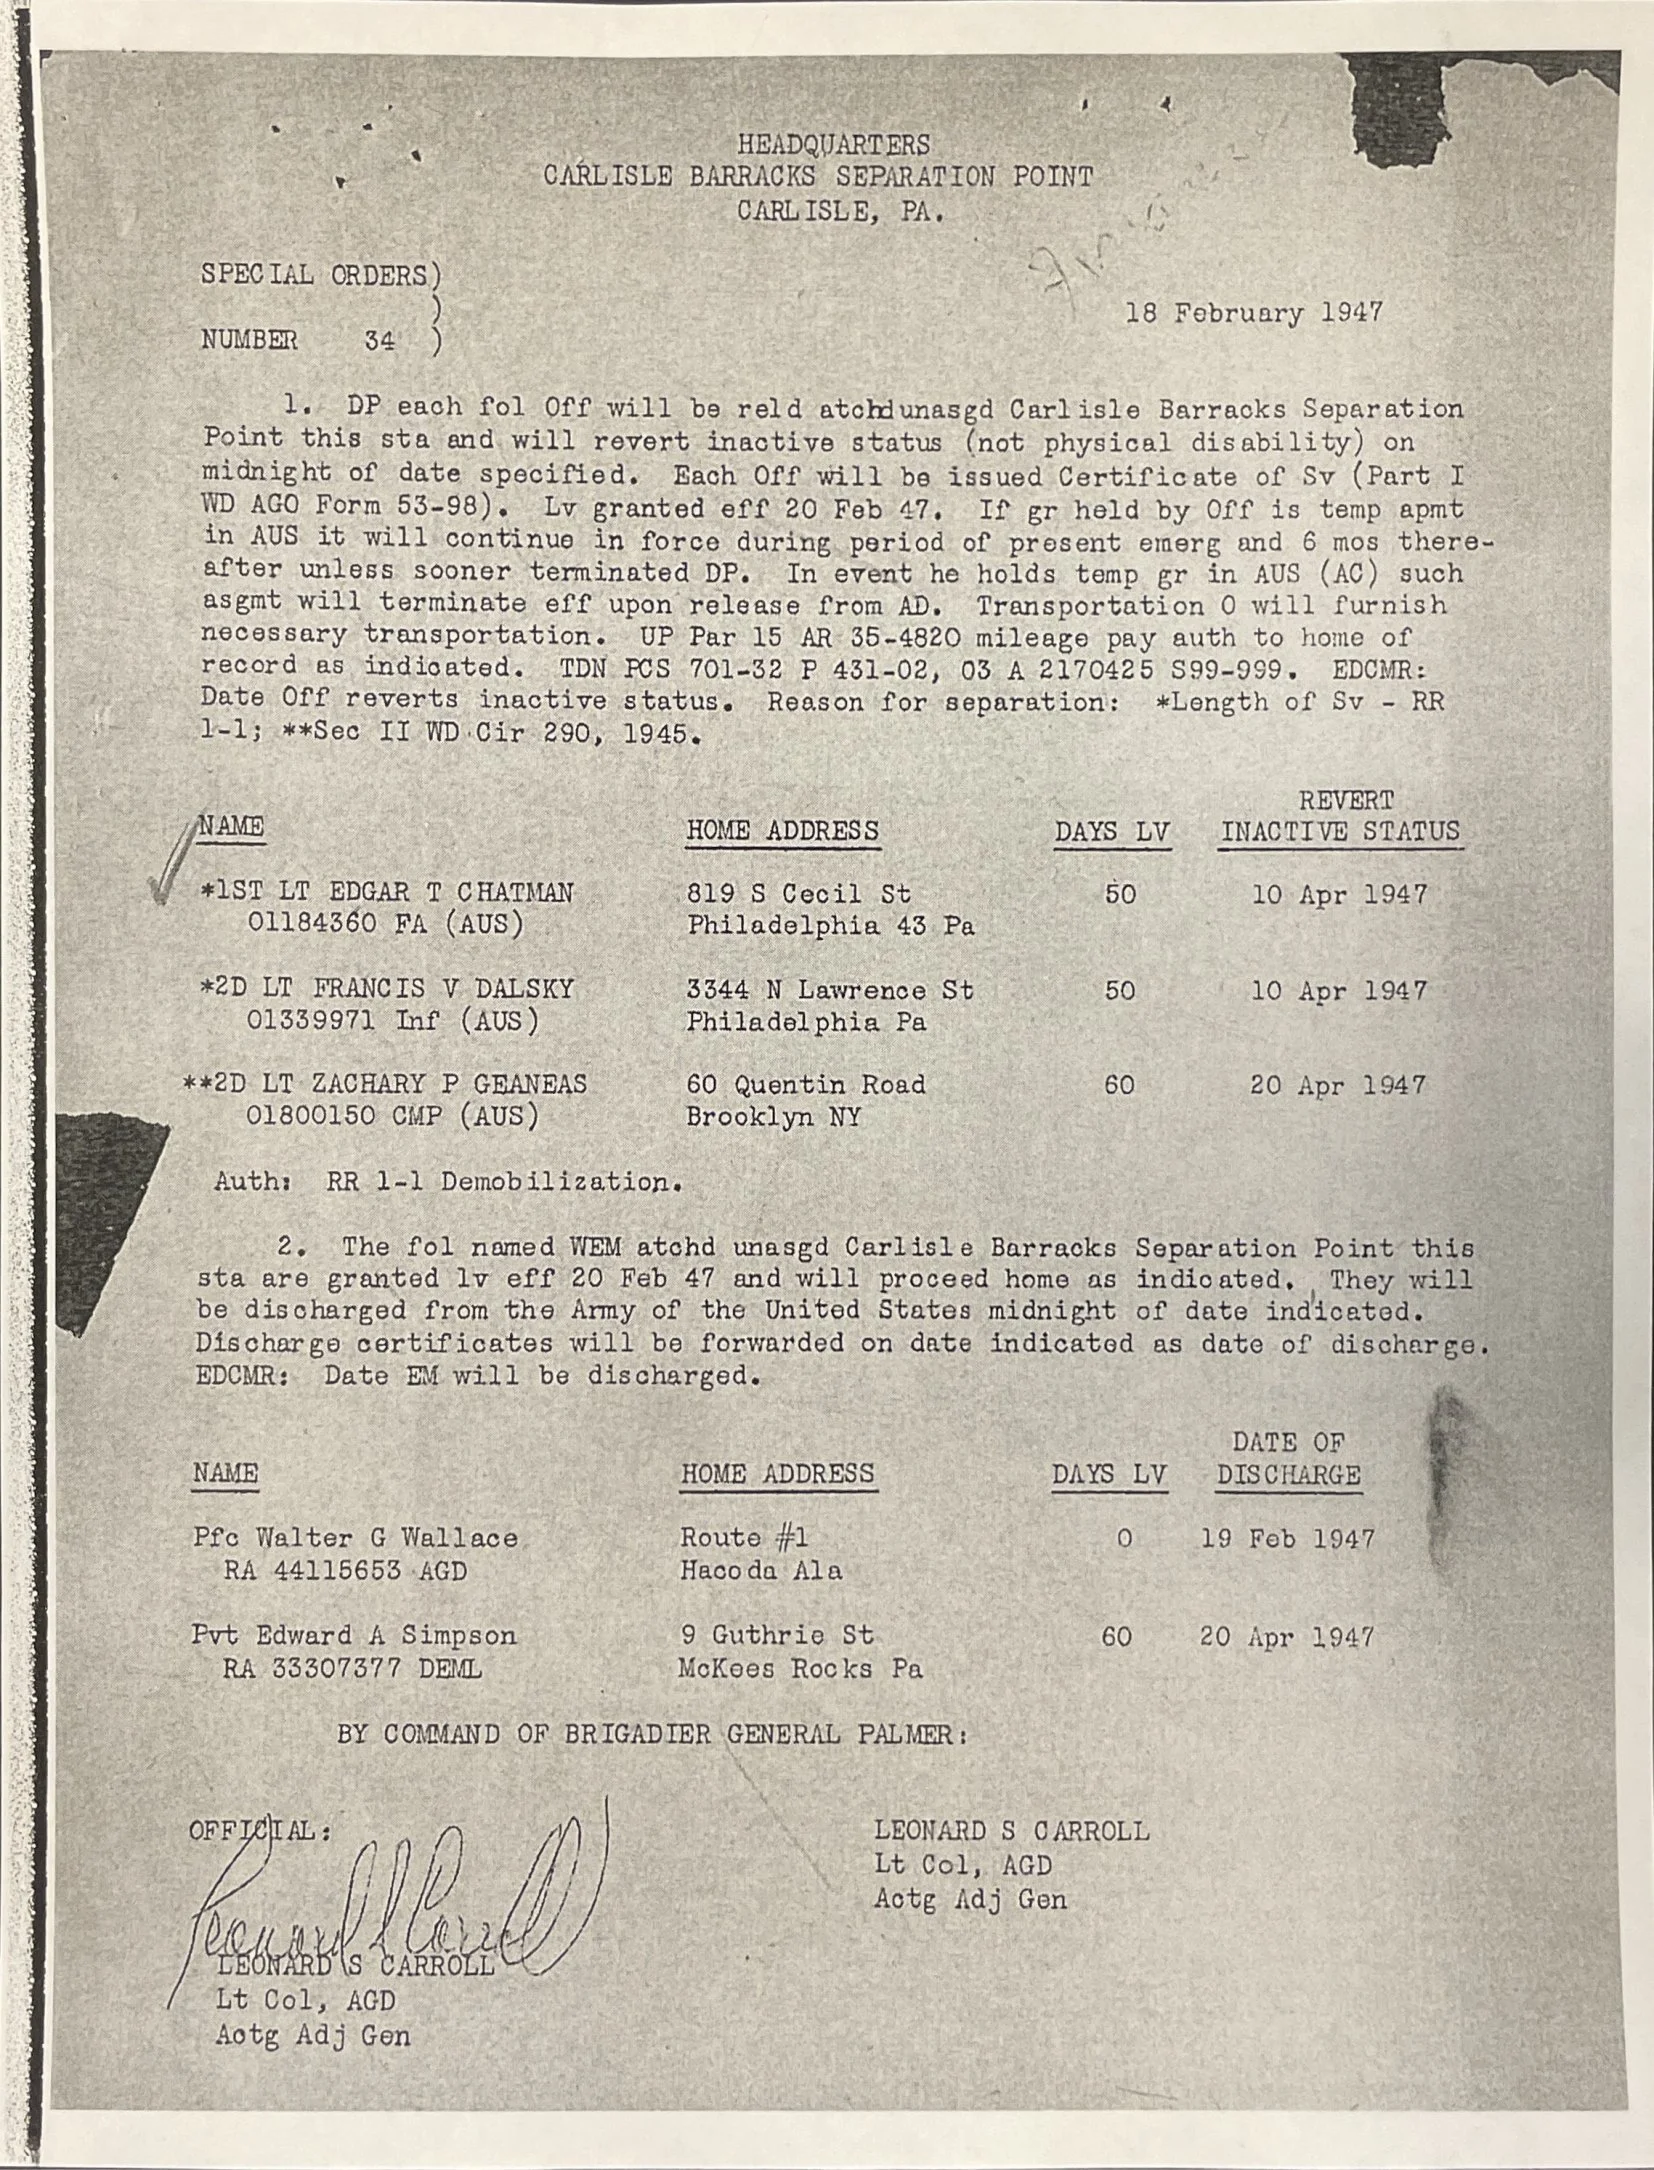 HEADQUARTERS
CARLISLE BARRACKS SEPARATION POINT
CARLISLE, PA.
SPECIAL ORDERS)
)
NUMBER 34 )
18 February 1947
1. DP each fol Off will be reld atchdunasgd Carlisle Barracks Separation
Point this sta and will revert inactive status (not physical disability) on
midnight of date specified. Each Off will be issued Certificate of Sv (Part I
WD AGO Form 53-98). Lv granted eff 20 Feb 47. If gr held by Off is temp apmt
in AUS it will continue in force during period of present emerg and 6 mos there-
after unless sooner terminated DP. In event he holds temp gr in AUS (AC) such
asgmt will terminate eff upon release from AD. Transportation O will furnish
necessary transportation. UP Par 15 AR 35-4820 mileage pay auth to home of
record as indicated. TDN PCS 701-32 P 431-02, 03 A 2170425 S99-999. EDCMR:
Date Off reverts inactive status. Reason for separation: *Length of Sv - RR
1-1; **Sec II WD Cir 290, 1945.
REVERT
NAME HOME ADDRESS DAYS LV INACTIVE STATUS
*1ST LT EDGAR T CHATMAN 819 S Cecil St 50 10 Apr 1947
01184360 FA (AUS) Philadelphia 43 Pa
*2D LT FRANCIS V DALSKY 3344 N Lawrence St 50 10 Apr 1947
01339971 Inf (AUS) Philadelphia Pa
**2D LT ZACHARY P GEANEAS 60 Quentin Road 60 20 Apr 1947
01800150 CMP (AUS) Brooklyn NY
Auth: RR 1-1 Demobilization.
2. The fol named WEM atchd unasgd Carlisle Barracks Separation Point this
sta are granted lv eff 20 Feb 47 and will proceed home as indicated. They will
be discharged from the Army of the United States midnight of date indicated.
Discharge certificates will be forwarded on date indicated as date of discharge.
EDCMR: Date EM will be discharged.
DATE OF
NAME HOME ADDRESS DAYS LV DISCHARGE
Pfc Walter G Wallace Route #1 0 19 Feb 1947
RA 44115653 AGD Hacoda Ala
Pvt Edward A Simpson 9 Guthrie St 60 20 Apr 1947
RA 33307377 DEML McKees Rocks Pa
BY COMMAND OF BRIGADIER GENERAL PALMER:
OFFICIAL: LEONARD S CARROLL
Lt Col, AGD
Actg Adj Gen
Leonard S Carroll
LEONARD S CARROLL
Lt Col, AGD
Actg Adj Gen